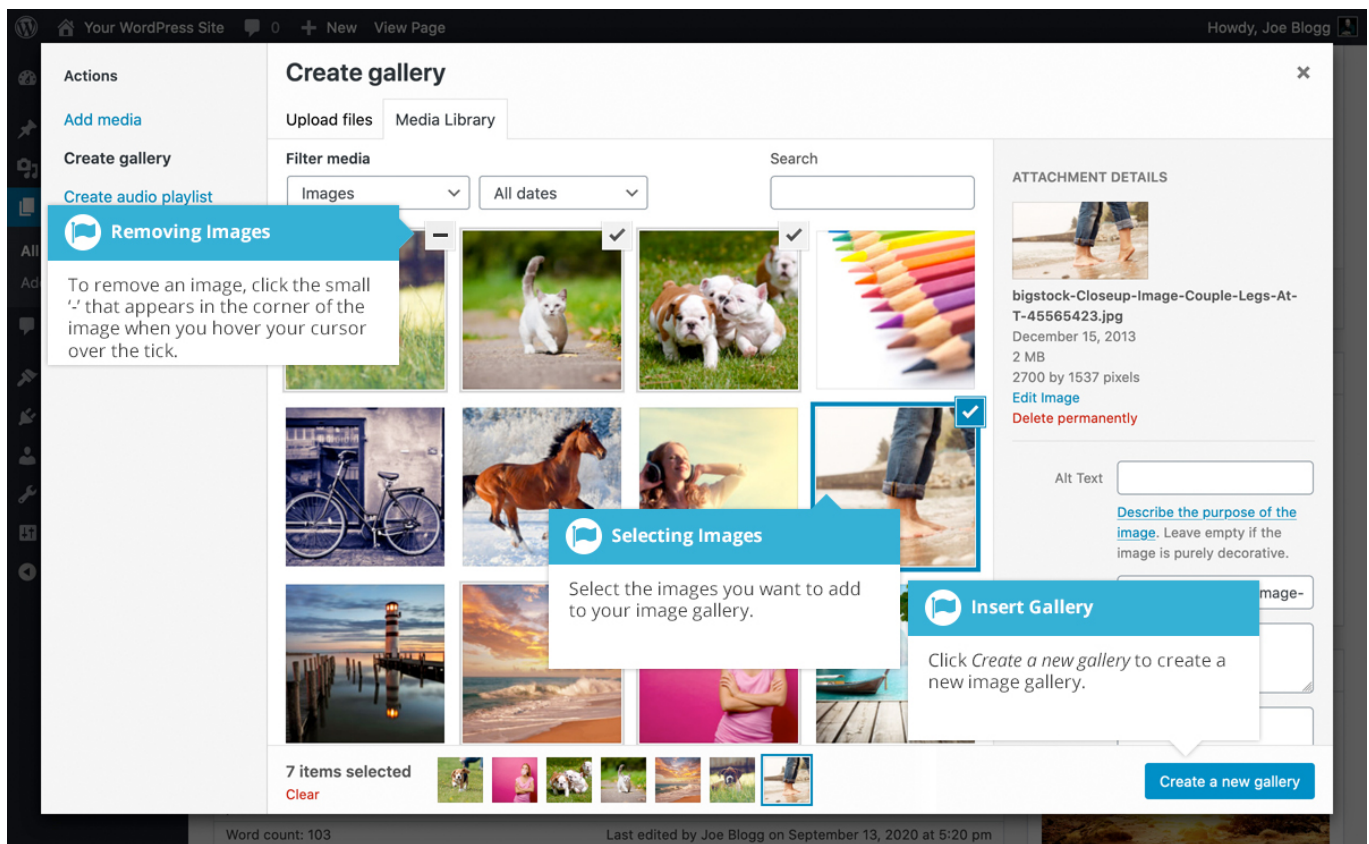 Your WordPress Site 0 New View Page Howdy, Joe Blogg
Actions
Add media
Create gallery
Create audio playlist
All
Create gallery
Upload files Media Library
Filter media
Images All dates
Search
Removing Images
To remove an image, click the small
‘-’ that appears in the corner of the
image when you hover your cursor
over the tick.
Selecting Images
Select the images you want to add
to your image gallery.
ATTACHMENT DETAILS
bigstock-Closeup-Image-Couple-Legs-At-
T-45565423.jpg
December 15, 2013
2 MB
2700 by 1537 pixels
Edit Image
Delete permanently
Alt Text
Describe the purpose of the
image. Leave empty if the
image is purely decorative.
mage-
Insert Gallery
Click Create a new gallery to create a
new image gallery.
7 items selected
Clear
Create a new gallery
Word count: 103 Last edited by Joe Blogg on September 13, 2020 at 5:20 pm